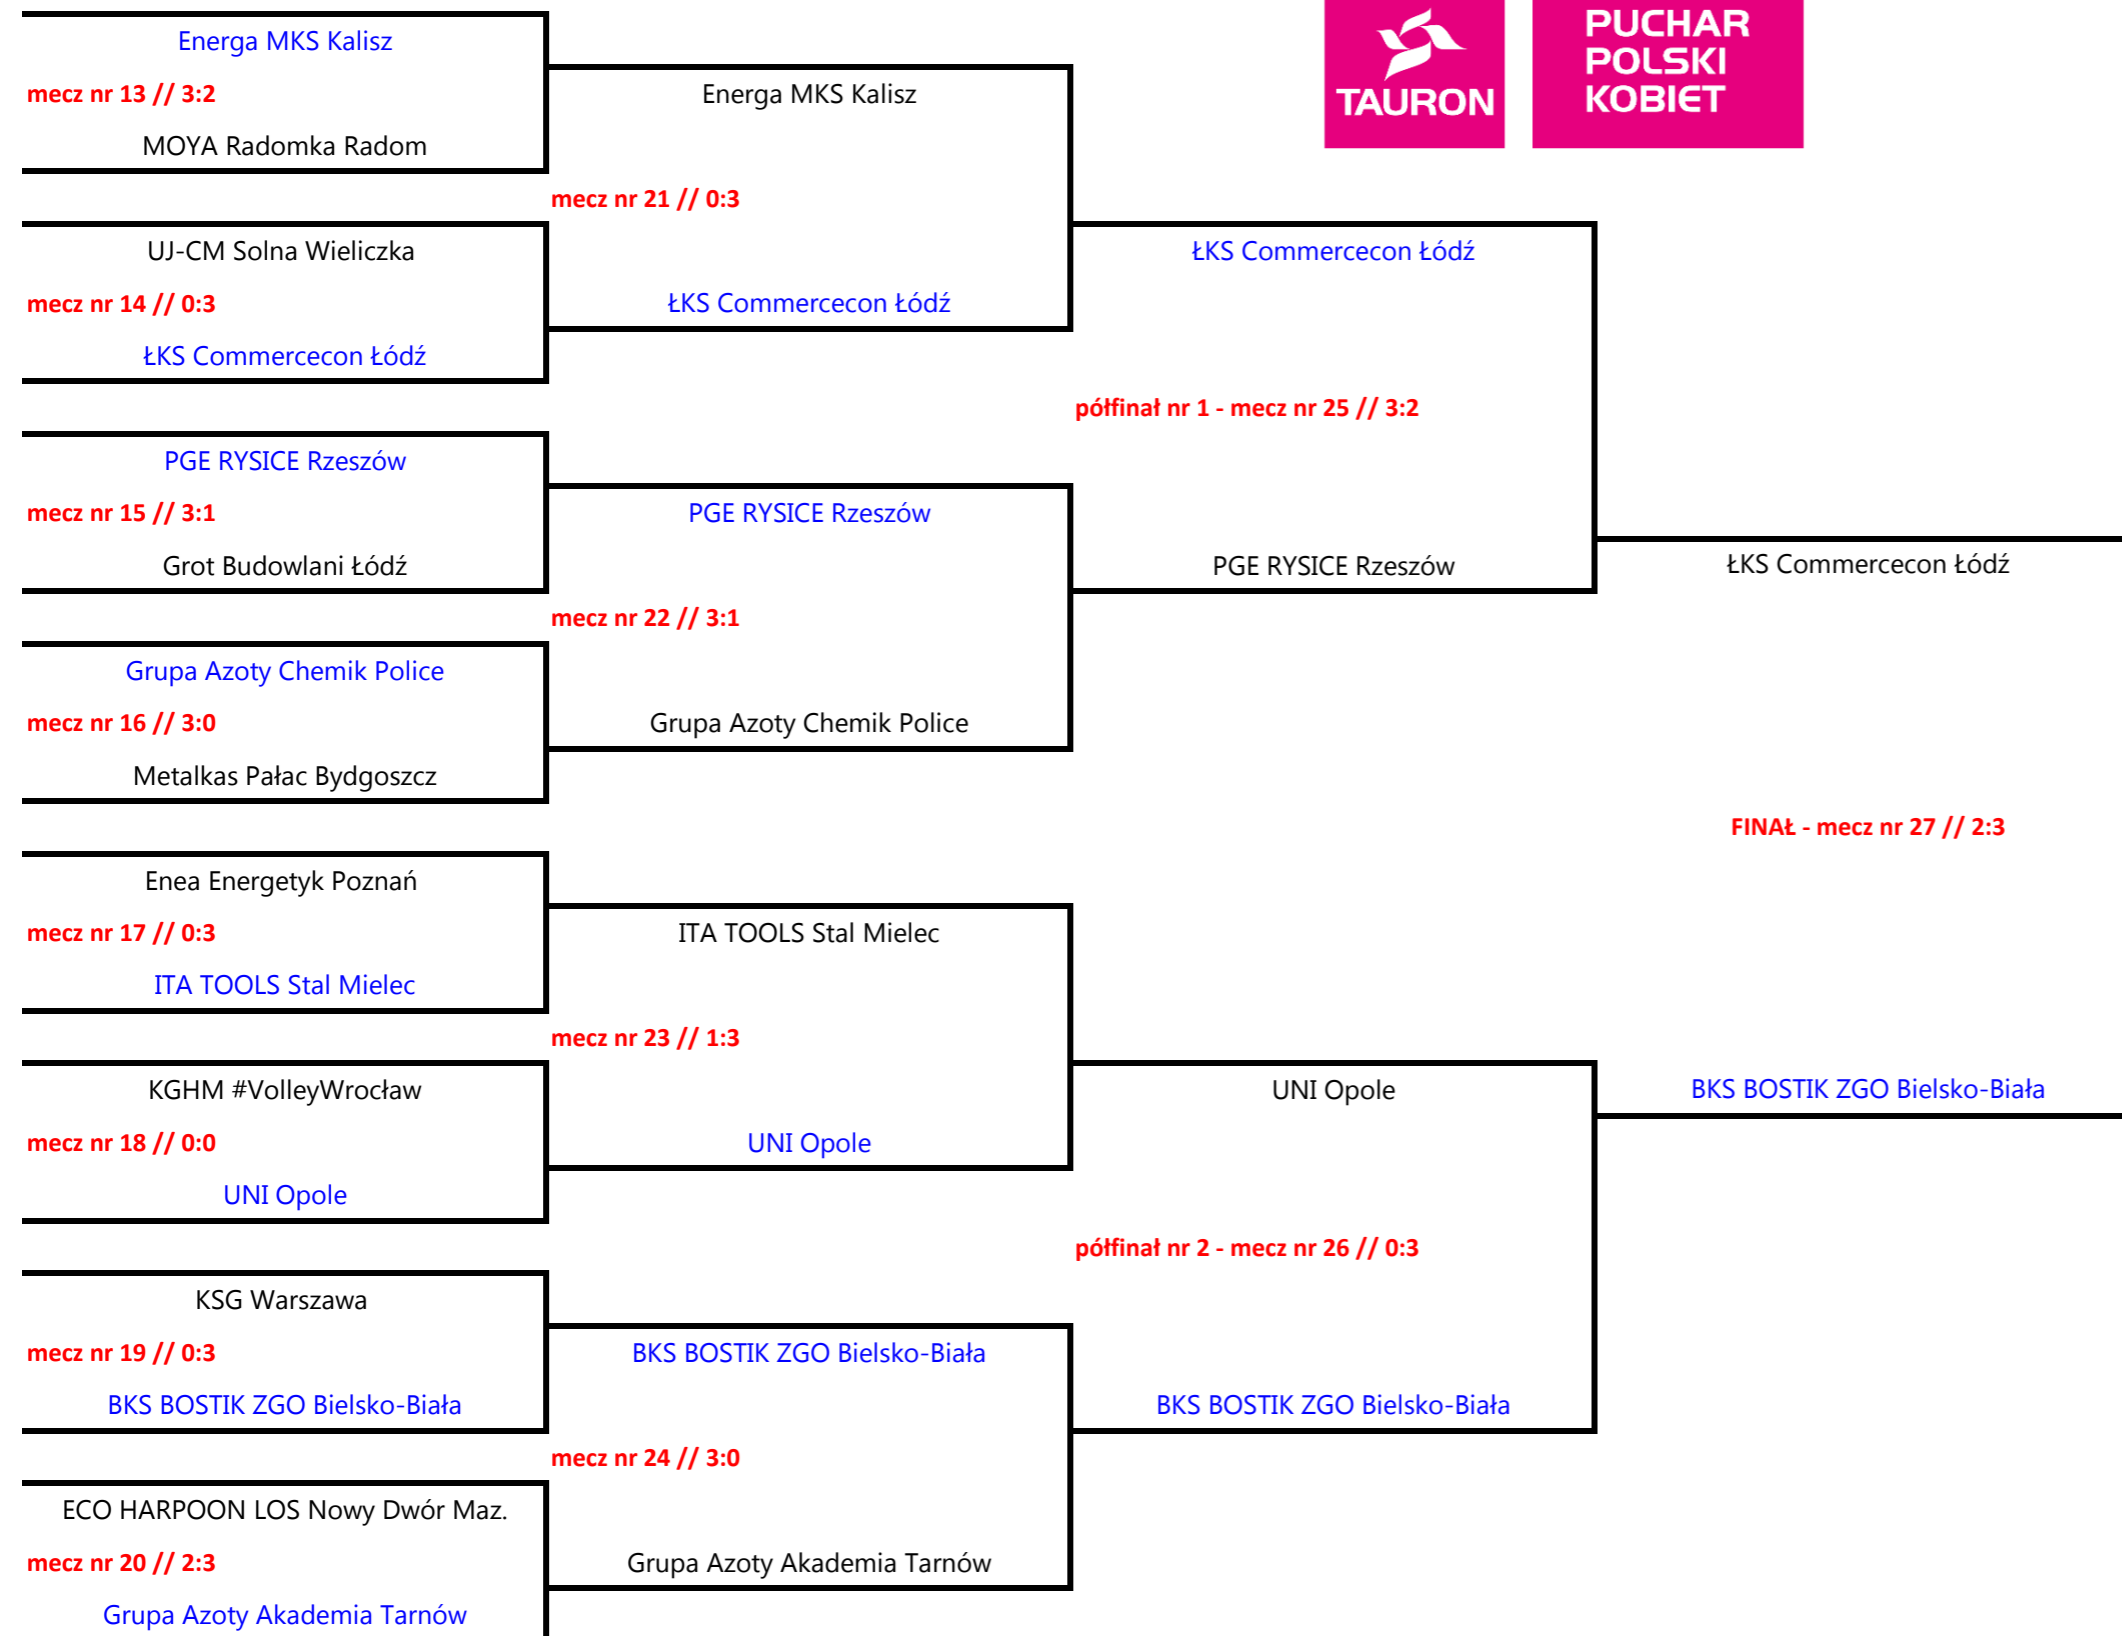 TAURON
PUCHAR
POLSKI
KOBIET
Energa MKS Kalisz
mecz nr 13 // 3:2
MOYA Radomka Radom
UJ-CM Solna Wieliczka
mecz nr 14 // 0:3
ŁKS Commercecon Łódź
PGE RYSICE Rzeszów
mecz nr 15 // 3:1
Grot Budowlani Łódź
Grupa Azoty Chemik Police
mecz nr 16 // 3:0
Metalkas Pałac Bydgoszcz
Enea Energetyk Poznań
mecz nr 17 // 0:3
ITA TOOLS Stal Mielec
KGHM #VolleyWrocław
mecz nr 18 // 0:0
UNI Opole
KSG Warszawa
mecz nr 19 // 0:3
BKS BOSTIK ZGO Bielsko-Biała
ECO HARPOON LOS Nowy Dwór Maz.
mecz nr 20 // 2:3
Grupa Azoty Akademia Tarnów
Energa MKS Kalisz
mecz nr 21 // 0:3
ŁKS Commercecon Łódź
PGE RYSICE Rzeszów
mecz nr 22 // 3:1
Grupa Azoty Chemik Police
ITA TOOLS Stal Mielec
mecz nr 23 // 1:3
UNI Opole
BKS BOSTIK ZGO Bielsko-Biała
mecz nr 24 // 3:0
Grupa Azoty Akademia Tarnów
ŁKS Commercecon Łódź
półfinał nr 1 - mecz nr 25 // 3:2
PGE RYSICE Rzeszów
UNI Opole
półfinał nr 2 - mecz nr 26 // 0:3
BKS BOSTIK ZGO Bielsko-Biała
ŁKS Commercecon Łódź
FINAŁ - mecz nr 27 // 2:3
BKS BOSTIK ZGO Bielsko-Biała